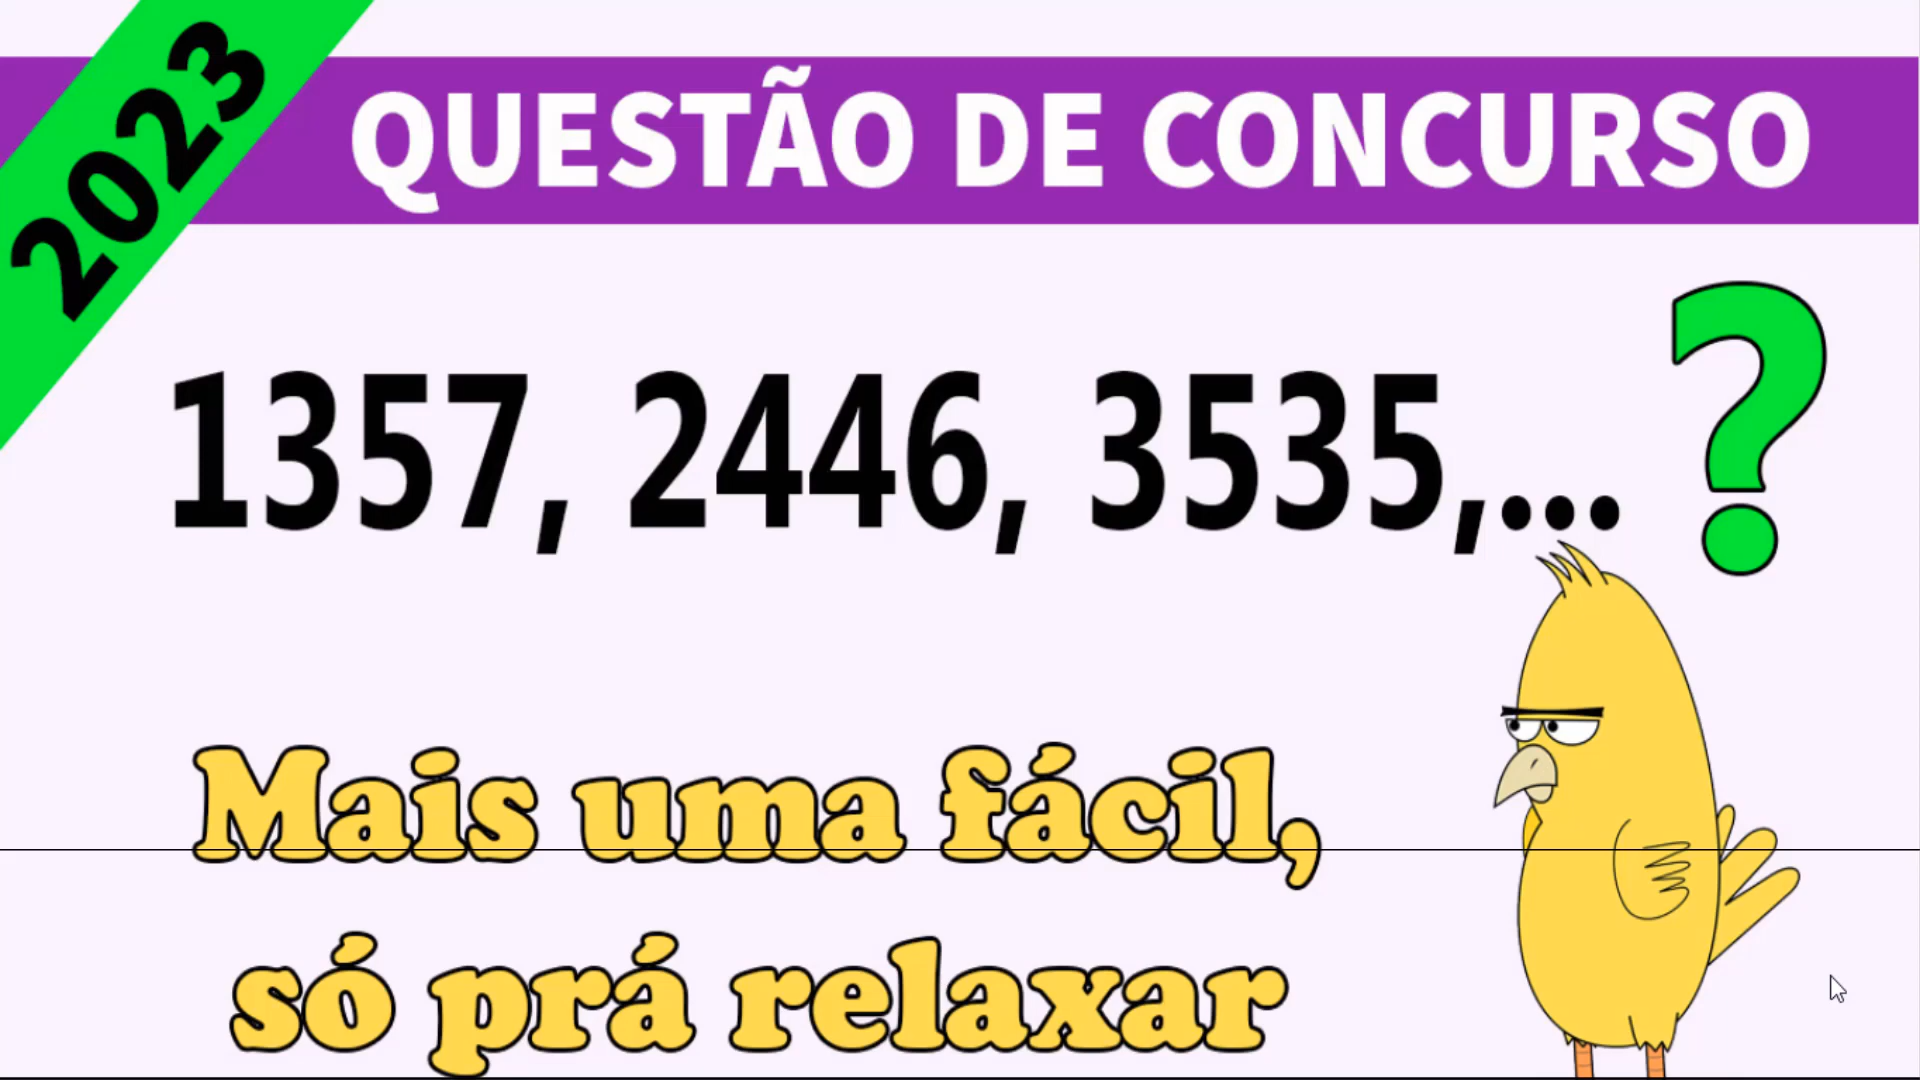 2023
QUESTÃO DE CONCURSO
1357, 2446, 3535,... ?
Mais uma fácil,
só prá relaxar